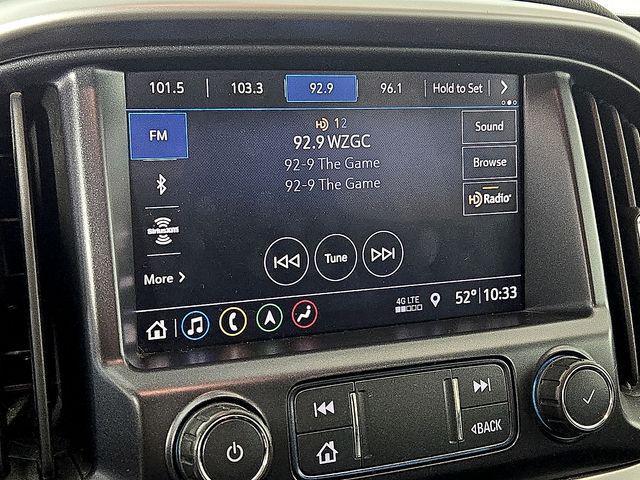 101.5 103.3 92.9 96.1 Hold to Set
FM
HD 12
92.9 WZGC
92-9 The Game
92-9 The Game
Sound
Browse
HD Radio
SiriusXM
More
Tune
4G LTE
52° 10:33
BACK